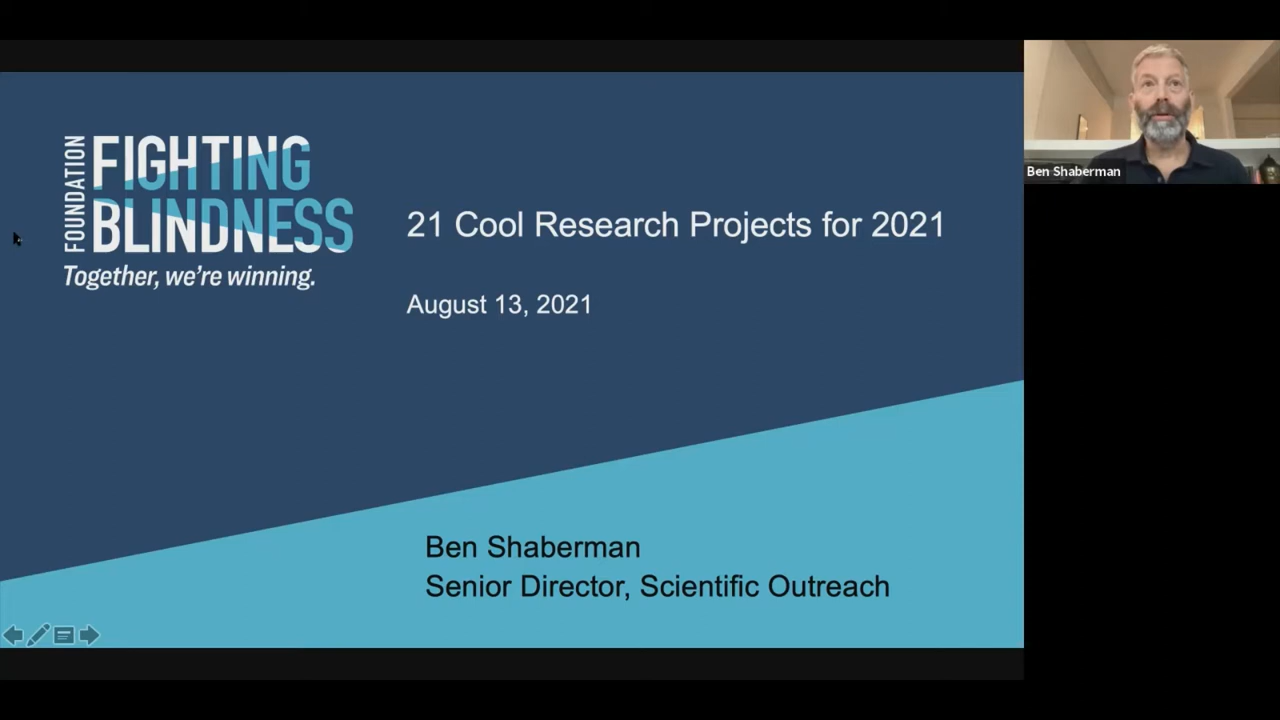 FOUNDATION
FIGHTING
BLINDNESS
Together, we're winning.
21 Cool Research Projects for 2021
August 13, 2021
Ben Shaberman
Senior Director, Scientific Outreach
Ben Shaberman